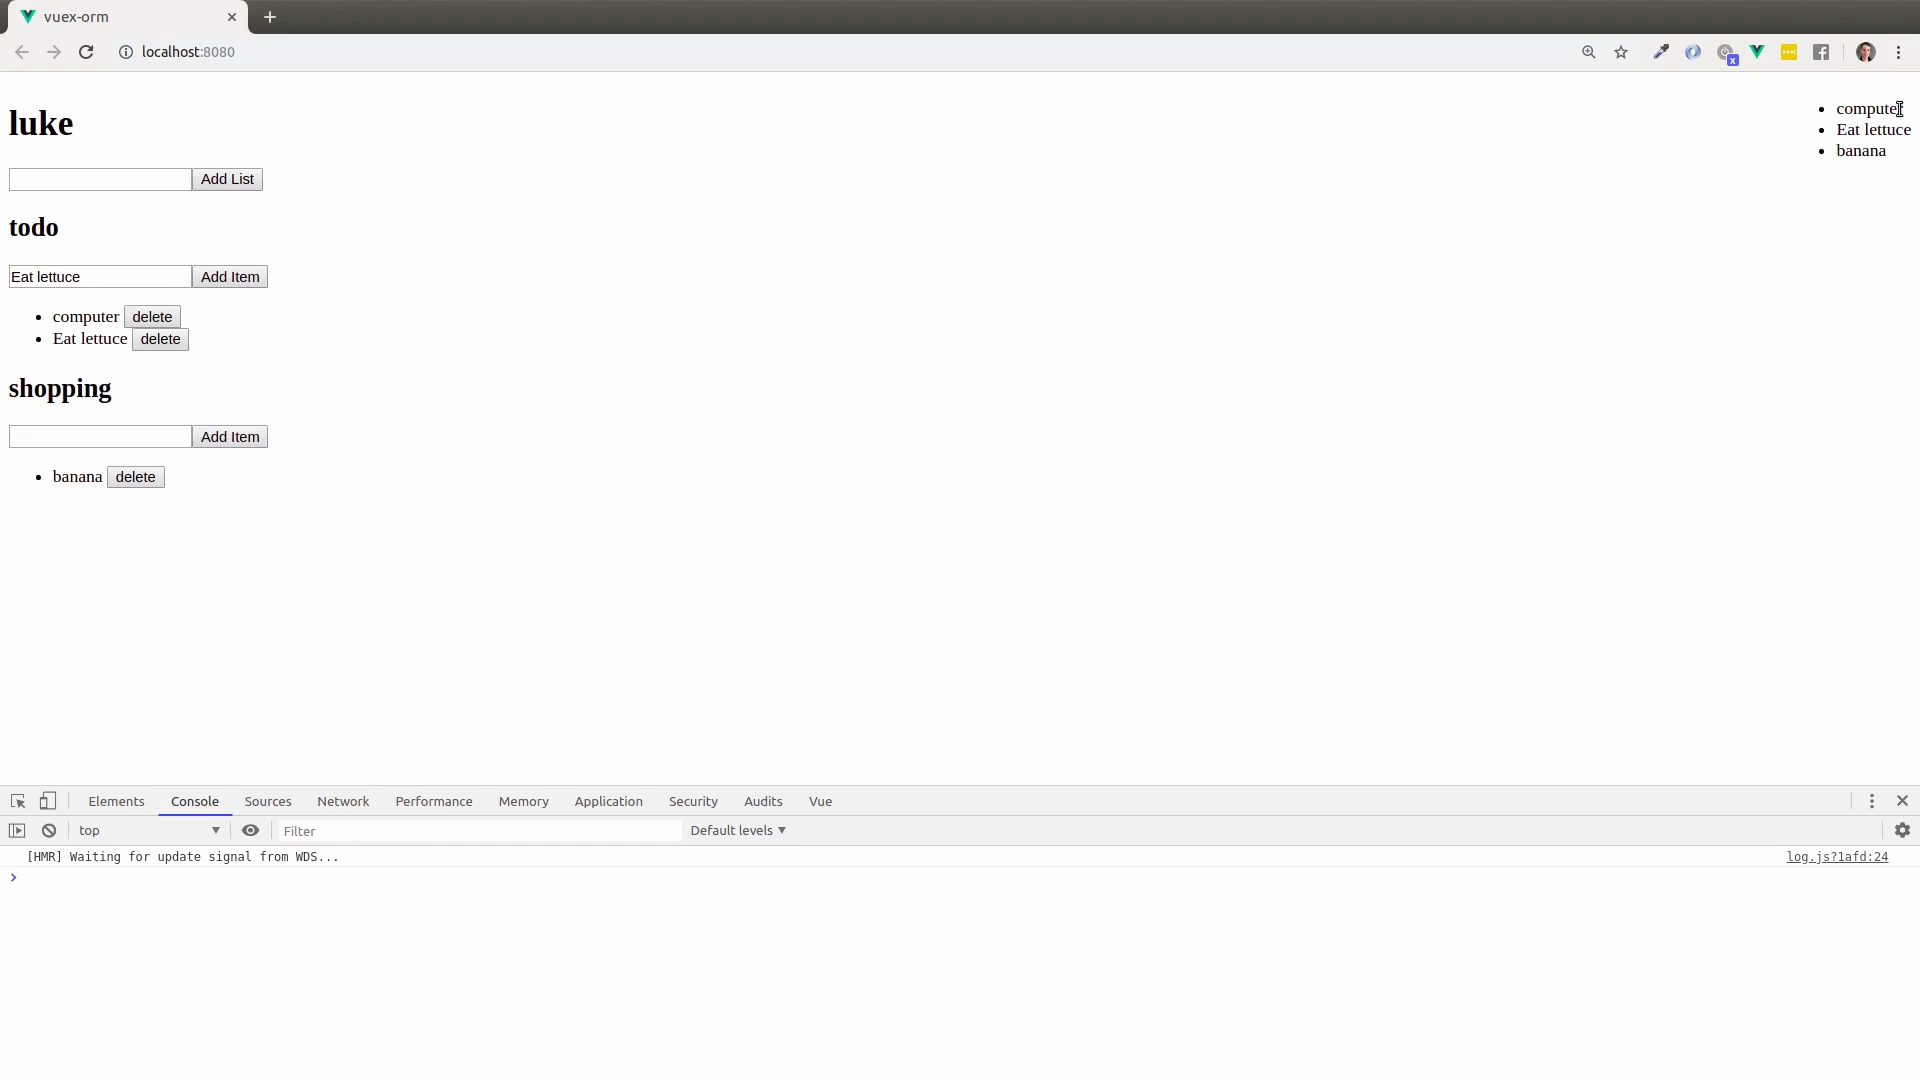 vuex-orm
localhost:8080
x
luke
Add List
todo
Eat lettuce Add Item
computer delete
Eat lettuce delete
shopping
Add Item
banana delete
computer
Eat lettuce
banana
Elements Console Sources Network Performance Memory Application Security Audits Vue
top Filter Default levels
[HMR] Waiting for update signal from WDS... log.js?1afd:24